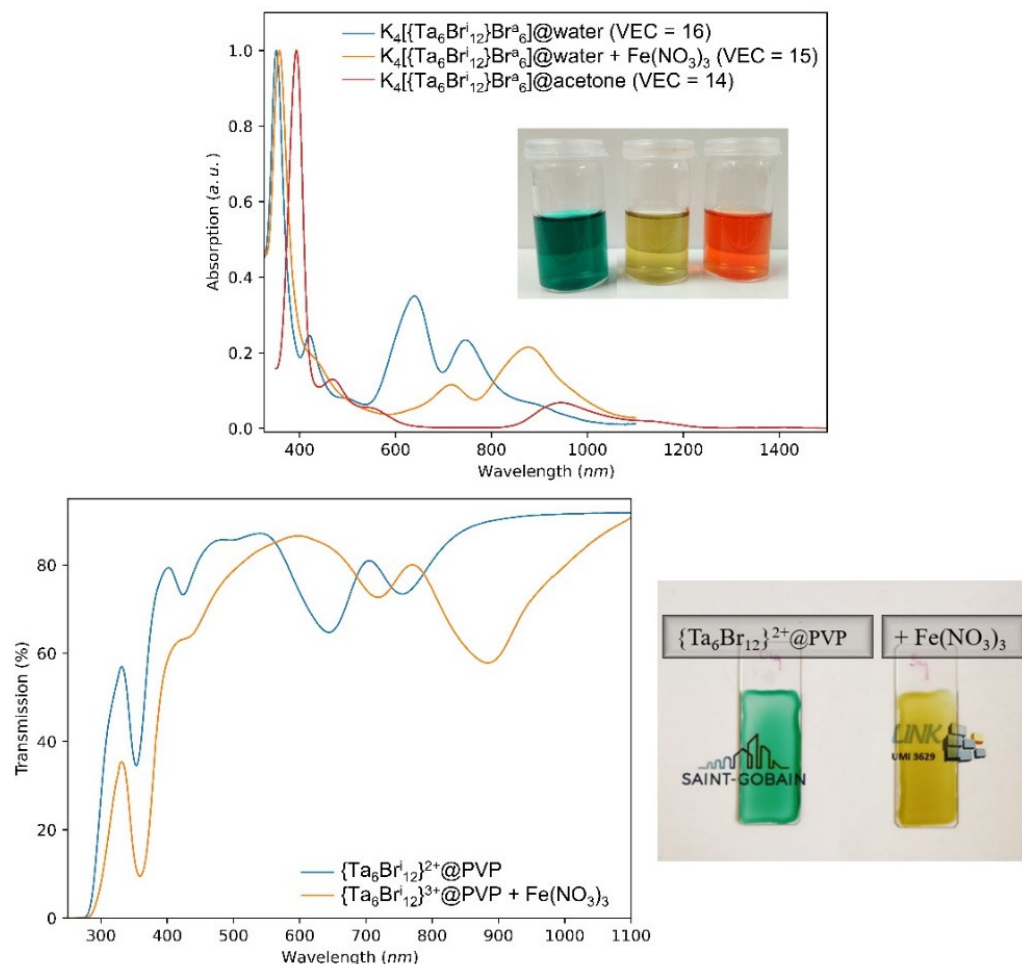 K₄[{Ta₆Brⁱ₁₂}Brᵃ₆]@water (VEC = 16)
K₄[{Ta₆Brⁱ₁₂}Brᵃ₆]@water + Fe(NO₃)₃ (VEC = 15)
K₄[{Ta₆Brⁱ₁₂}Brᵃ₆]@acetone (VEC = 14)
Absorption (a. u.)
1.0
0.8
0.6
0.4
0.2
0.0
400 600 800 1000 1200 1400
Wavelength (nm)
Transmission (%)
80
60
40
20
0
{Ta₆Brⁱ₁₂}²⁺@PVP
{Ta₆Brⁱ₁₂}³⁺@PVP + Fe(NO₃)₃
300 400 500 600 700 800 900 1000 1100
Wavelength (nm)
{Ta₆Br₁₂}²⁺@PVP
+ Fe(NO₃)₃
SAINT-GOBAIN
LINK
UMI 3629